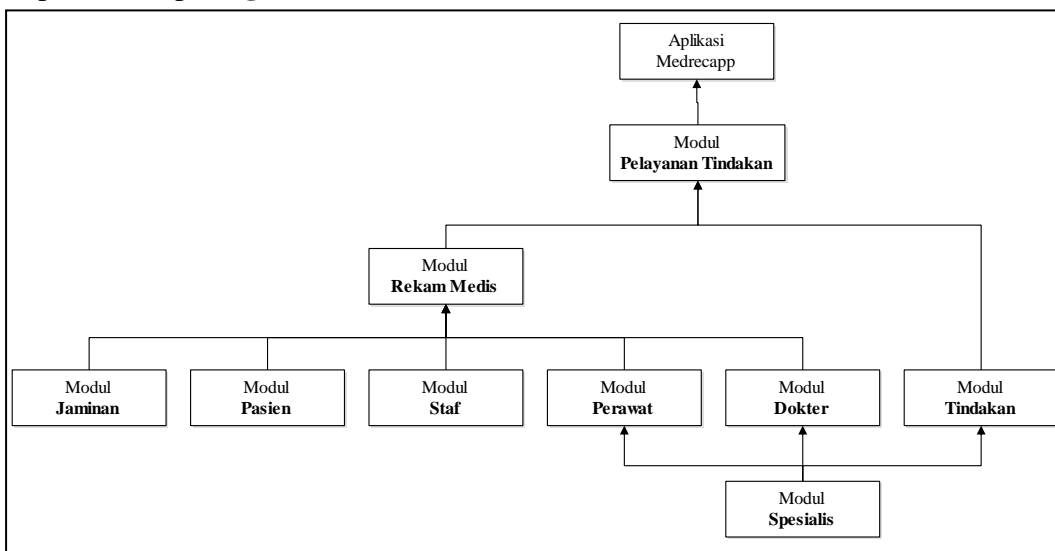 Aplikasi
Medrecapp
Modul
Pelayanan Tindakan
Modul
Rekam Medis
Modul
Jaminan
Modul
Pasien
Modul
Staf
Modul
Perawat
Modul
Dokter
Modul
Tindakan
Modul
Spesialis